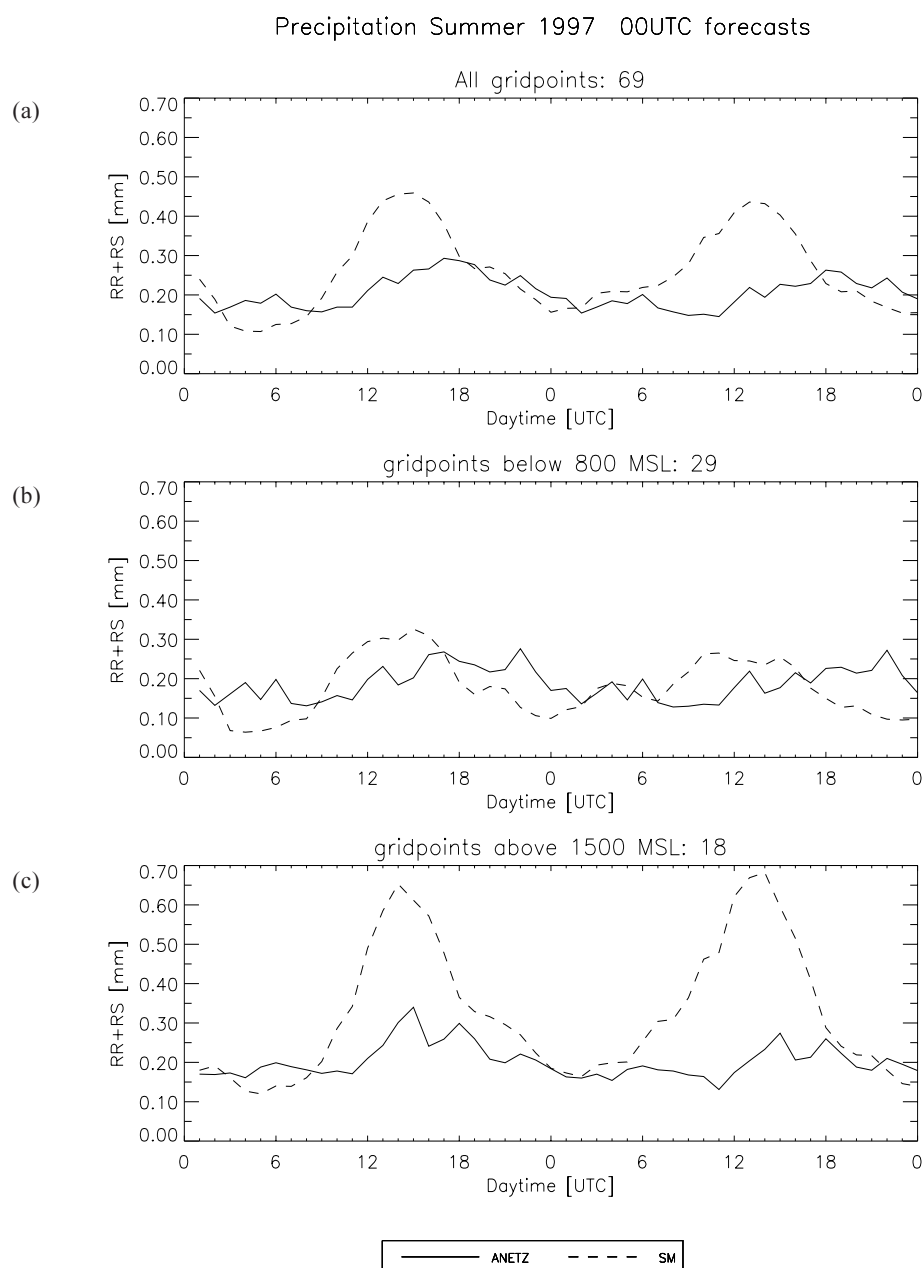 Precipitation Summer 1997 00UTC forecasts
(a)
All gridpoints: 69
RR+RS [mm]
0.70
0.60
0.50
0.40
0.30
0.20
0.10
0.00
0 6 12 18 0 6 12 18 0
Daytime [UTC]
(b)
gridpoints below 800 MSL: 29
RR+RS [mm]
0.70
0.60
0.50
0.40
0.30
0.20
0.10
0.00
0 6 12 18 0 6 12 18 0
Daytime [UTC]
(c)
gridpoints above 1500 MSL: 18
RR+RS [mm]
0.70
0.60
0.50
0.40
0.30
0.20
0.10
0.00
0 6 12 18 0 6 12 18 0
Daytime [UTC]
ANETZ SM